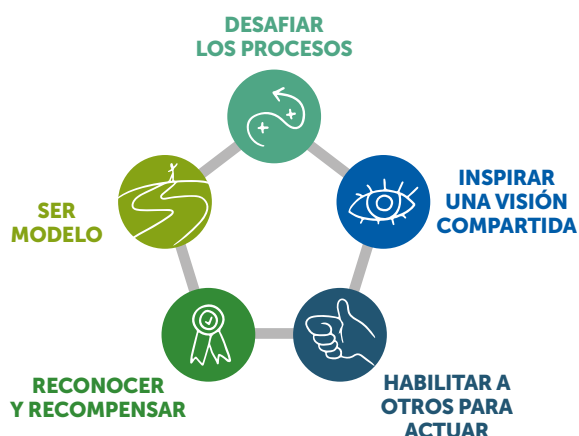 DESAFIAR
LOS PROCESOS
INSPIRAR
UNA VISIÓN
COMPARTIDA
SER
MODELO
RECONOCER
Y RECOMPENSAR
HABILITAR A
OTROS PARA
ACTUAR